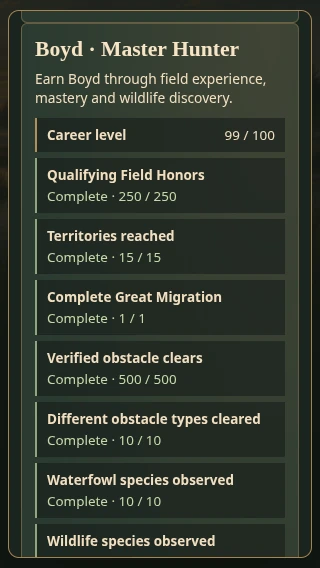 Boyd · Master Hunter
Earn Boyd through field experience,
mastery and wildlife discovery.
Career level 99 / 100
Qualifying Field Honors
Complete · 250 / 250
Territories reached
Complete · 15 / 15
Complete Great Migration
Complete · 1 / 1
Verified obstacle clears
Complete · 500 / 500
Different obstacle types cleared
Complete · 10 / 10
Waterfowl species observed
Complete · 10 / 10
Wildlife species observed